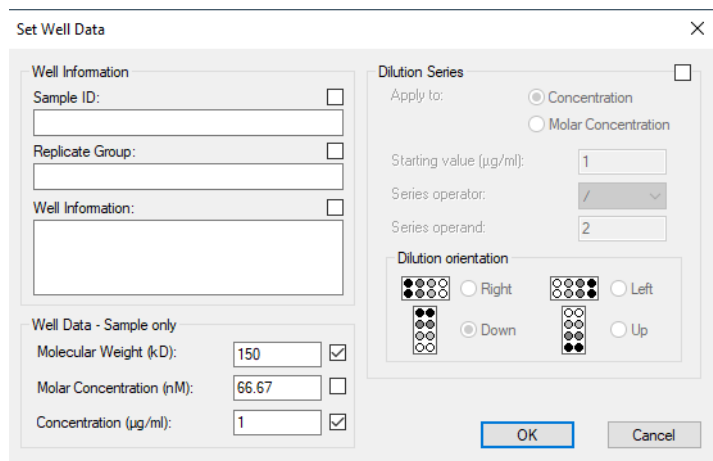 Set Well Data
Well Information
Sample ID:
Replicate Group:
Well Information:
Well Data - Sample only
Molecular Weight (kD):
150
Molar Concentration (nM):
66.67
Concentration (µg/ml):
1
Dilution Series
Apply to:
Concentration
Molar Concentration
Starting value (µg/ml):
1
Series operator:
/
Series operand:
2
Dilution orientation
Right
Left
Down
Up
OK
Cancel